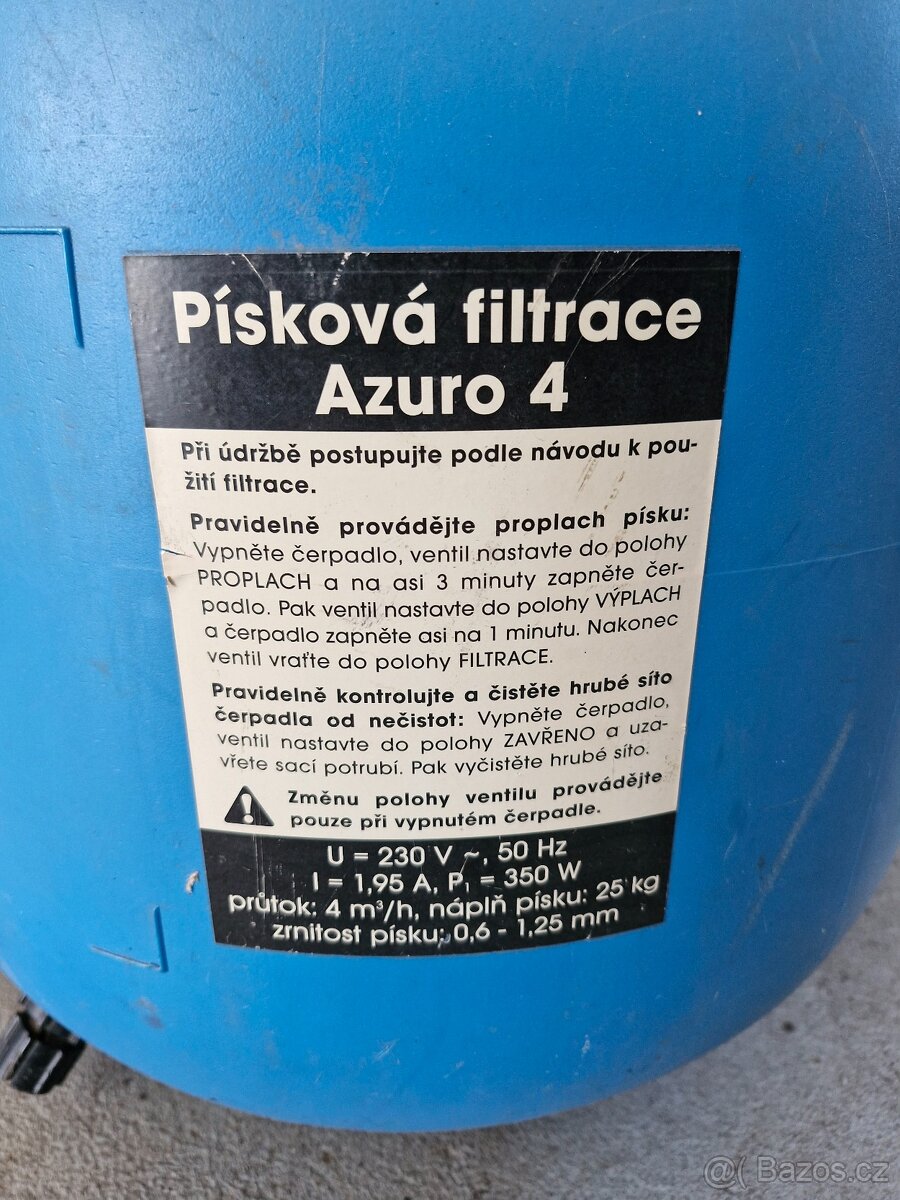 Písková filtrace
Azuro 4
Při údržbě postupujte podle návodu k pou-
žití filtrace.
Pravidelně provádějte proplach písku:
Vypněte čerpadlo, ventil nastavte do polohy
PROPLACH a na asi 3 minuty zapněte čer-
padlo. Pak ventil nastavte do polohy VÝPLACH
a čerpadlo zapněte asi na 1 minutu. Nakonec
ventil vraťte do polohy FILTRACE.
Pravidelně kontrolujte a čistěte hrubé síto
čerpadla od nečistot: Vypněte čerpadlo,
ventil nastavte do polohy ZAVŘENO a uza-
vřete sací potrubí. Pak vyčistěte hrubé síto.
Změnu polohy ventilu provádějte
pouze při vypnutém čerpadle.
U = 230 V ~, 50 Hz
I = 1,95 A, P₁ = 350 W
průtok: 4 m³/h, náplň písku: 25 kg
zrnitost písku: 0,6 - 1,25 mm
@ Bazos.cz